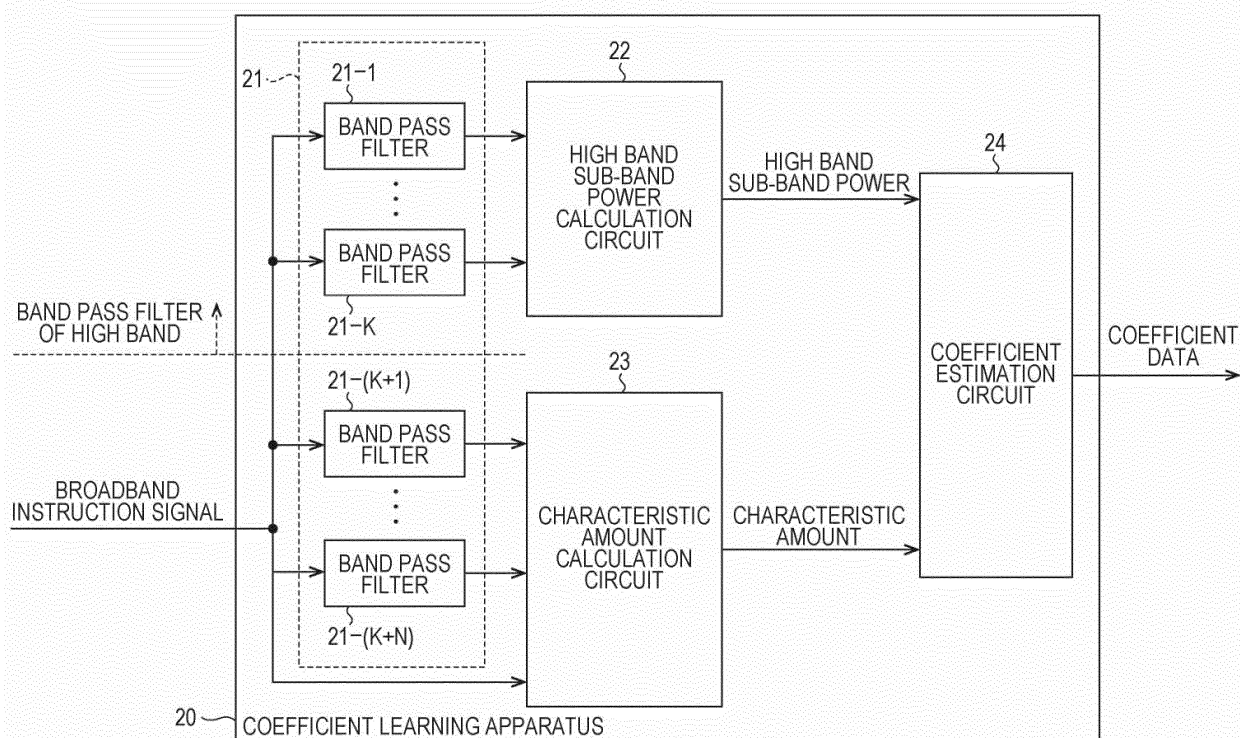 21
21-1
BAND PASS
FILTER
BAND PASS
FILTER
21-K
22
HIGH BAND
SUB-BAND
POWER
CALCULATION
CIRCUIT
HIGH BAND
SUB-BAND POWER
24
COEFFICIENT
ESTIMATION
CIRCUIT
COEFFICIENT
DATA
BAND PASS FILTER
OF HIGH BAND
21-(K+1)
BAND PASS
FILTER
BAND PASS
FILTER
21-(K+N)
23
CHARACTERISTIC
AMOUNT
CALCULATION
CIRCUIT
CHARACTERISTIC
AMOUNT
BROADBAND
INSTRUCTION SIGNAL
20
COEFFICIENT LEARNING APPARATUS